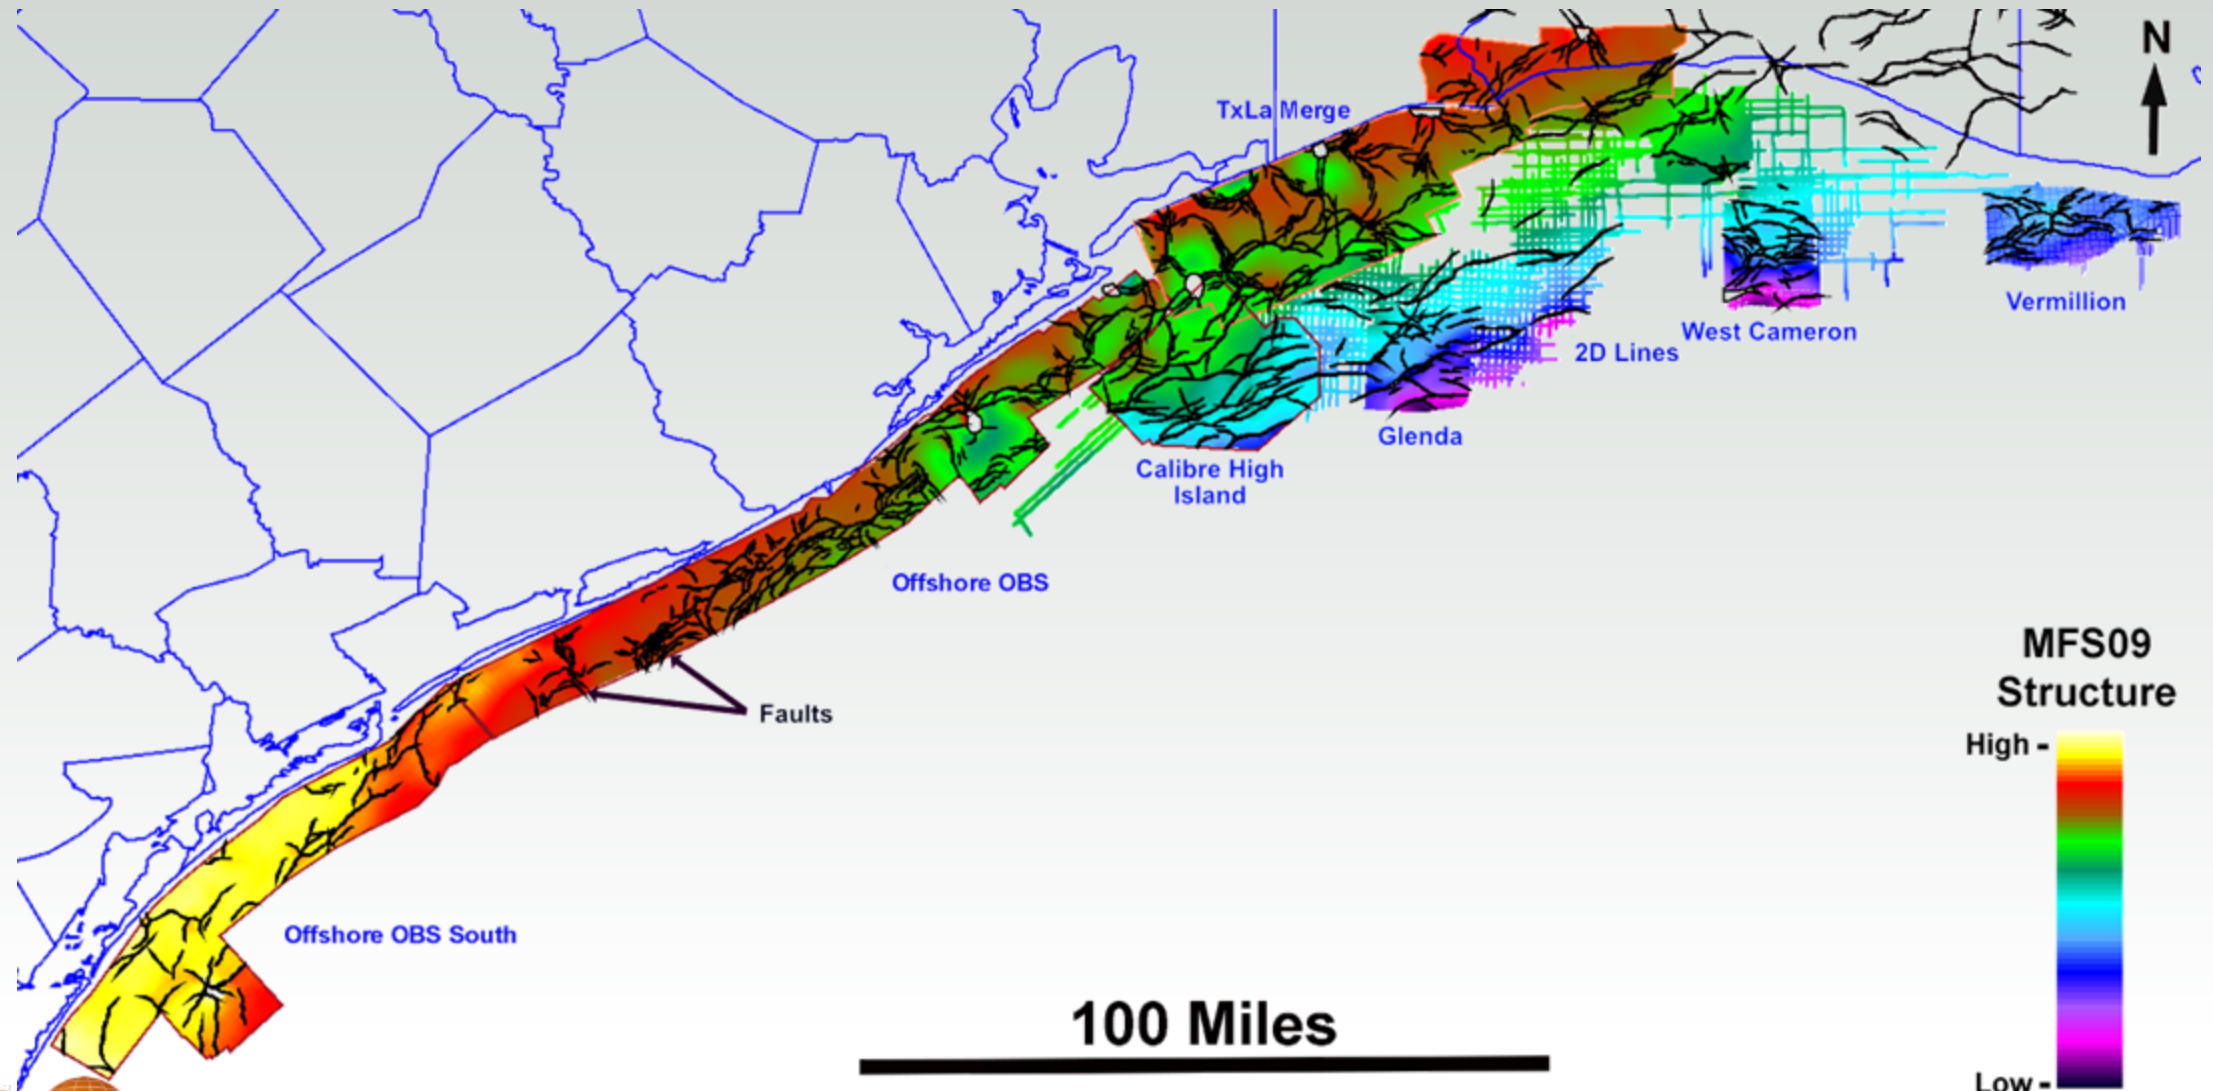 N
TxLa Merge
Vermillion
West Cameron
2D Lines
Glenda
Calibre High
Island
Offshore OBS
MFS09
Structure
Faults
High -
Offshore OBS South
100 Miles
Low -